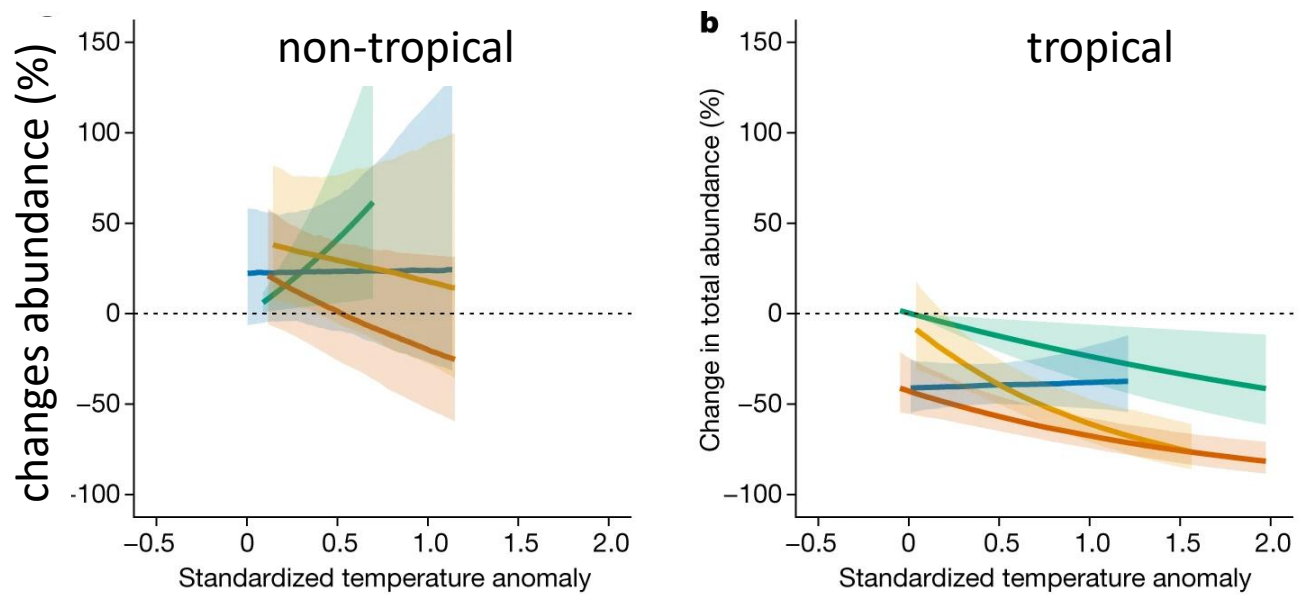 non-tropical
changes abundance (%)
150
100
50
0
−50
-100
−0.5 0 0.5 1.0 1.5 2.0
Standardized temperature anomaly
b
tropical
Change in total abundance (%)
150
100
50
0
−50
−100
−0.5 0 0.5 1.0 1.5 2.0
Standardized temperature anomaly